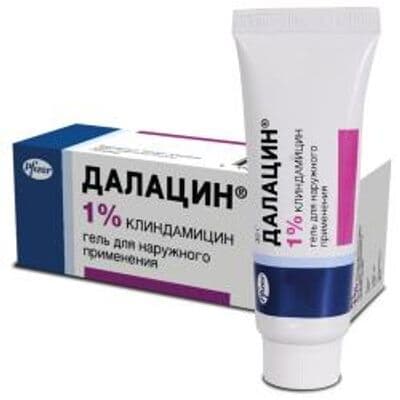 Pfizer
ДАЛАЦИН®
1% КЛИНДАМИЦИН
гель для наружного
применения
ДАЛАЦИН®
1% КЛИНДАМИЦИН
гель для наружного
применения
Pfizer